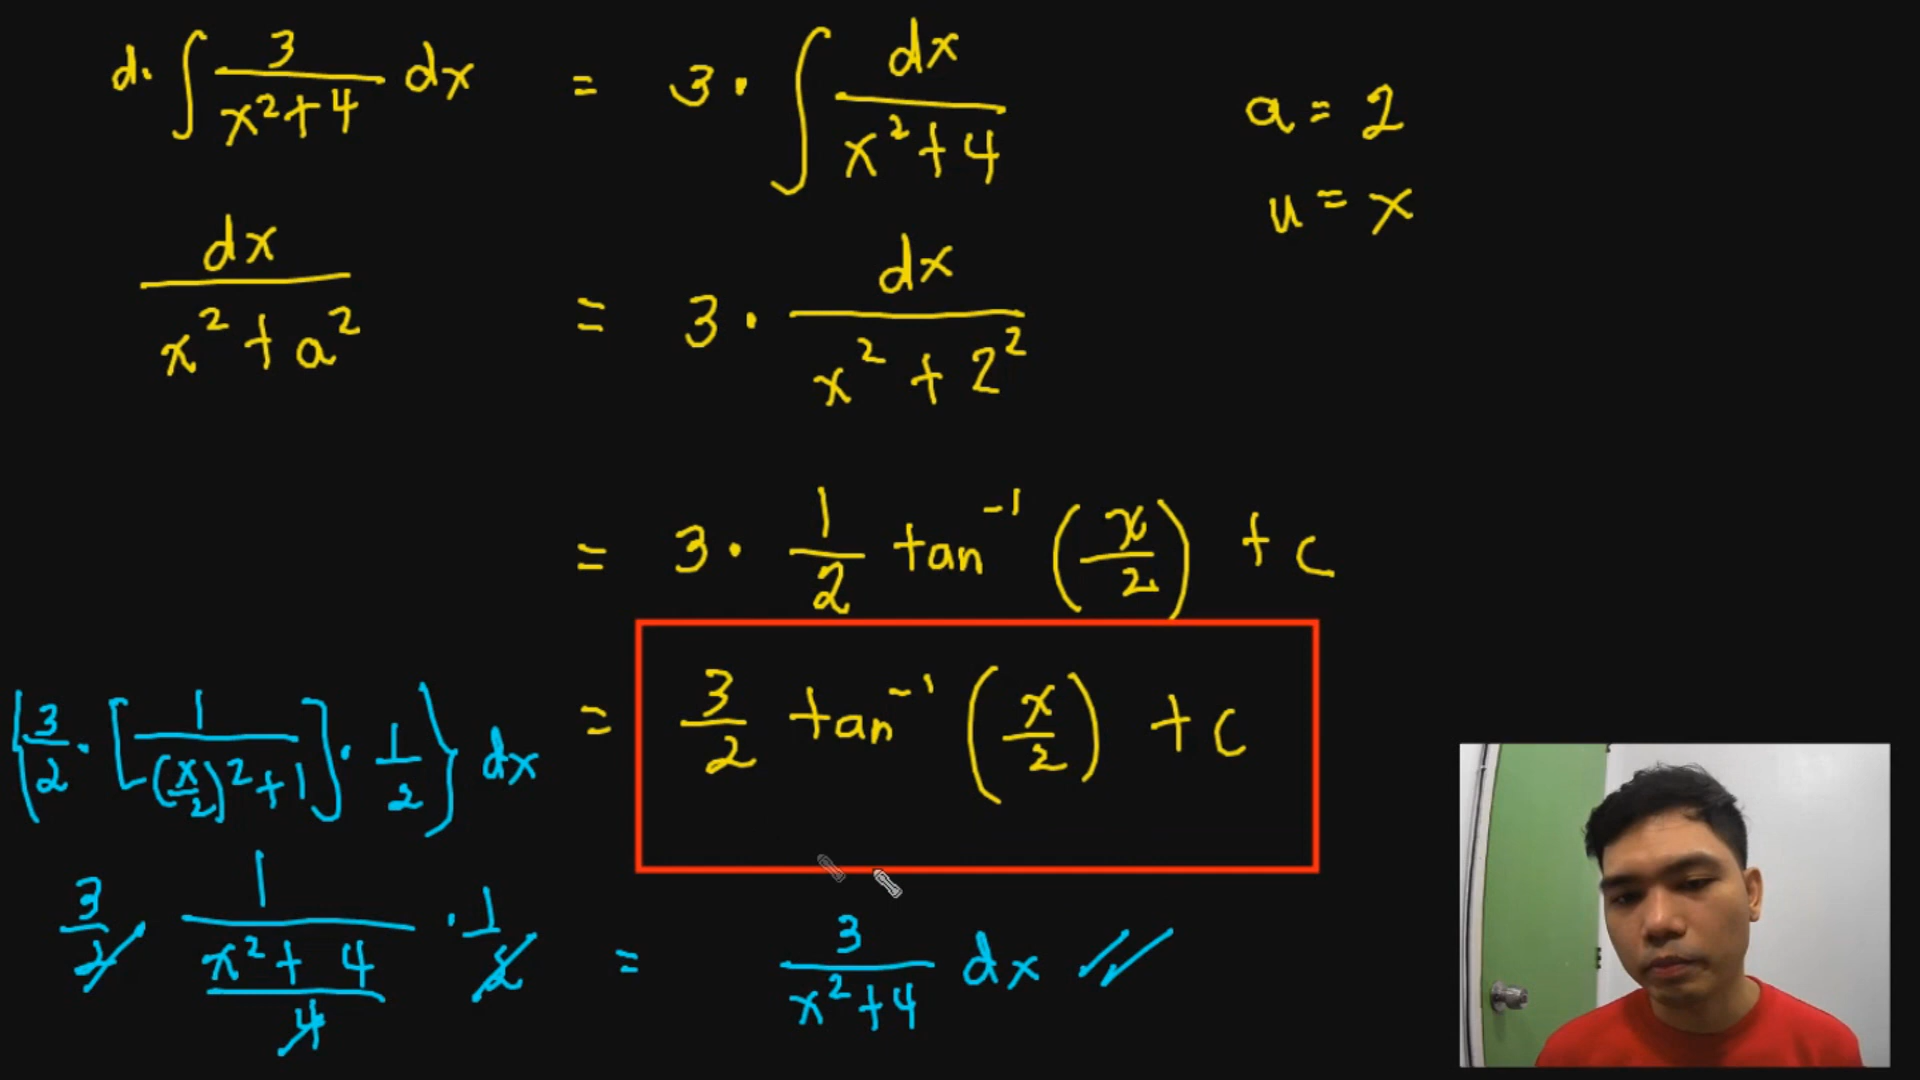 d. ∫ 3/(x²+4) dx = 3 · ∫ dx/(x²+4)
a = 2
u = x
dx/(x²+a²) = 3 · dx/(x²+2²)
= 3 · 1/2 tan⁻¹ (x/2) + c
= 3/2 tan⁻¹ (x/2) + c
{3/2 · [1/((x/2)²+1)] · 1/2} dx
3/2 1/((x²+4)/4) · 1/2 = 3/(x²+4) dx //